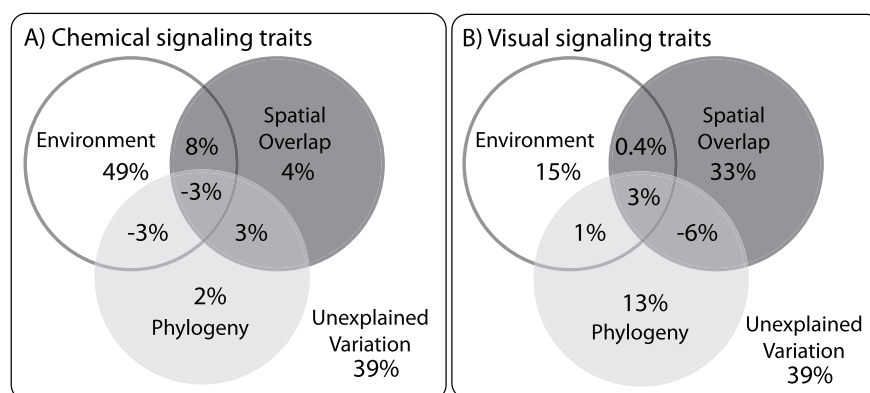 A) Chemical signaling traits
Environment
49%
8%
Spatial
Overlap
4%
-3%
-3%
3%
2%
Phylogeny
Unexplained
Variation
39%
B) Visual signaling traits
Environment
15%
0.4%
Spatial
Overlap
33%
3%
1%
-6%
13%
Phylogeny
Unexplained
Variation
39%